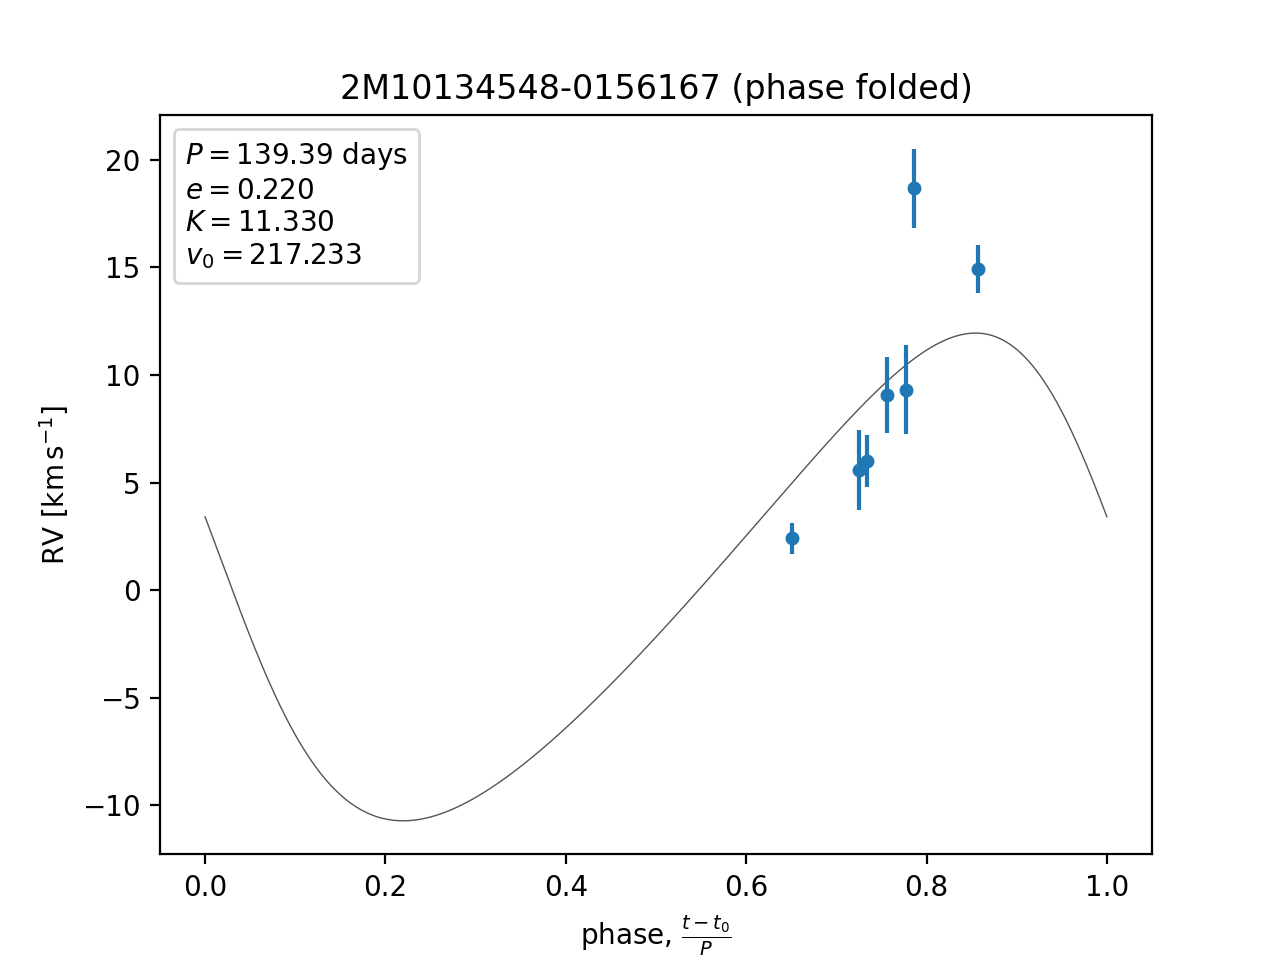 2M10134548-0156167 (phase folded)
P = 139.39 days
e = 0.220
K = 11.330
v₀ = 217.233
20
15
10
5
0
−5
−10
RV [km s⁻¹]
0.0 0.2 0.4 0.6 0.8 1.0
phase, (t − t₀)/P